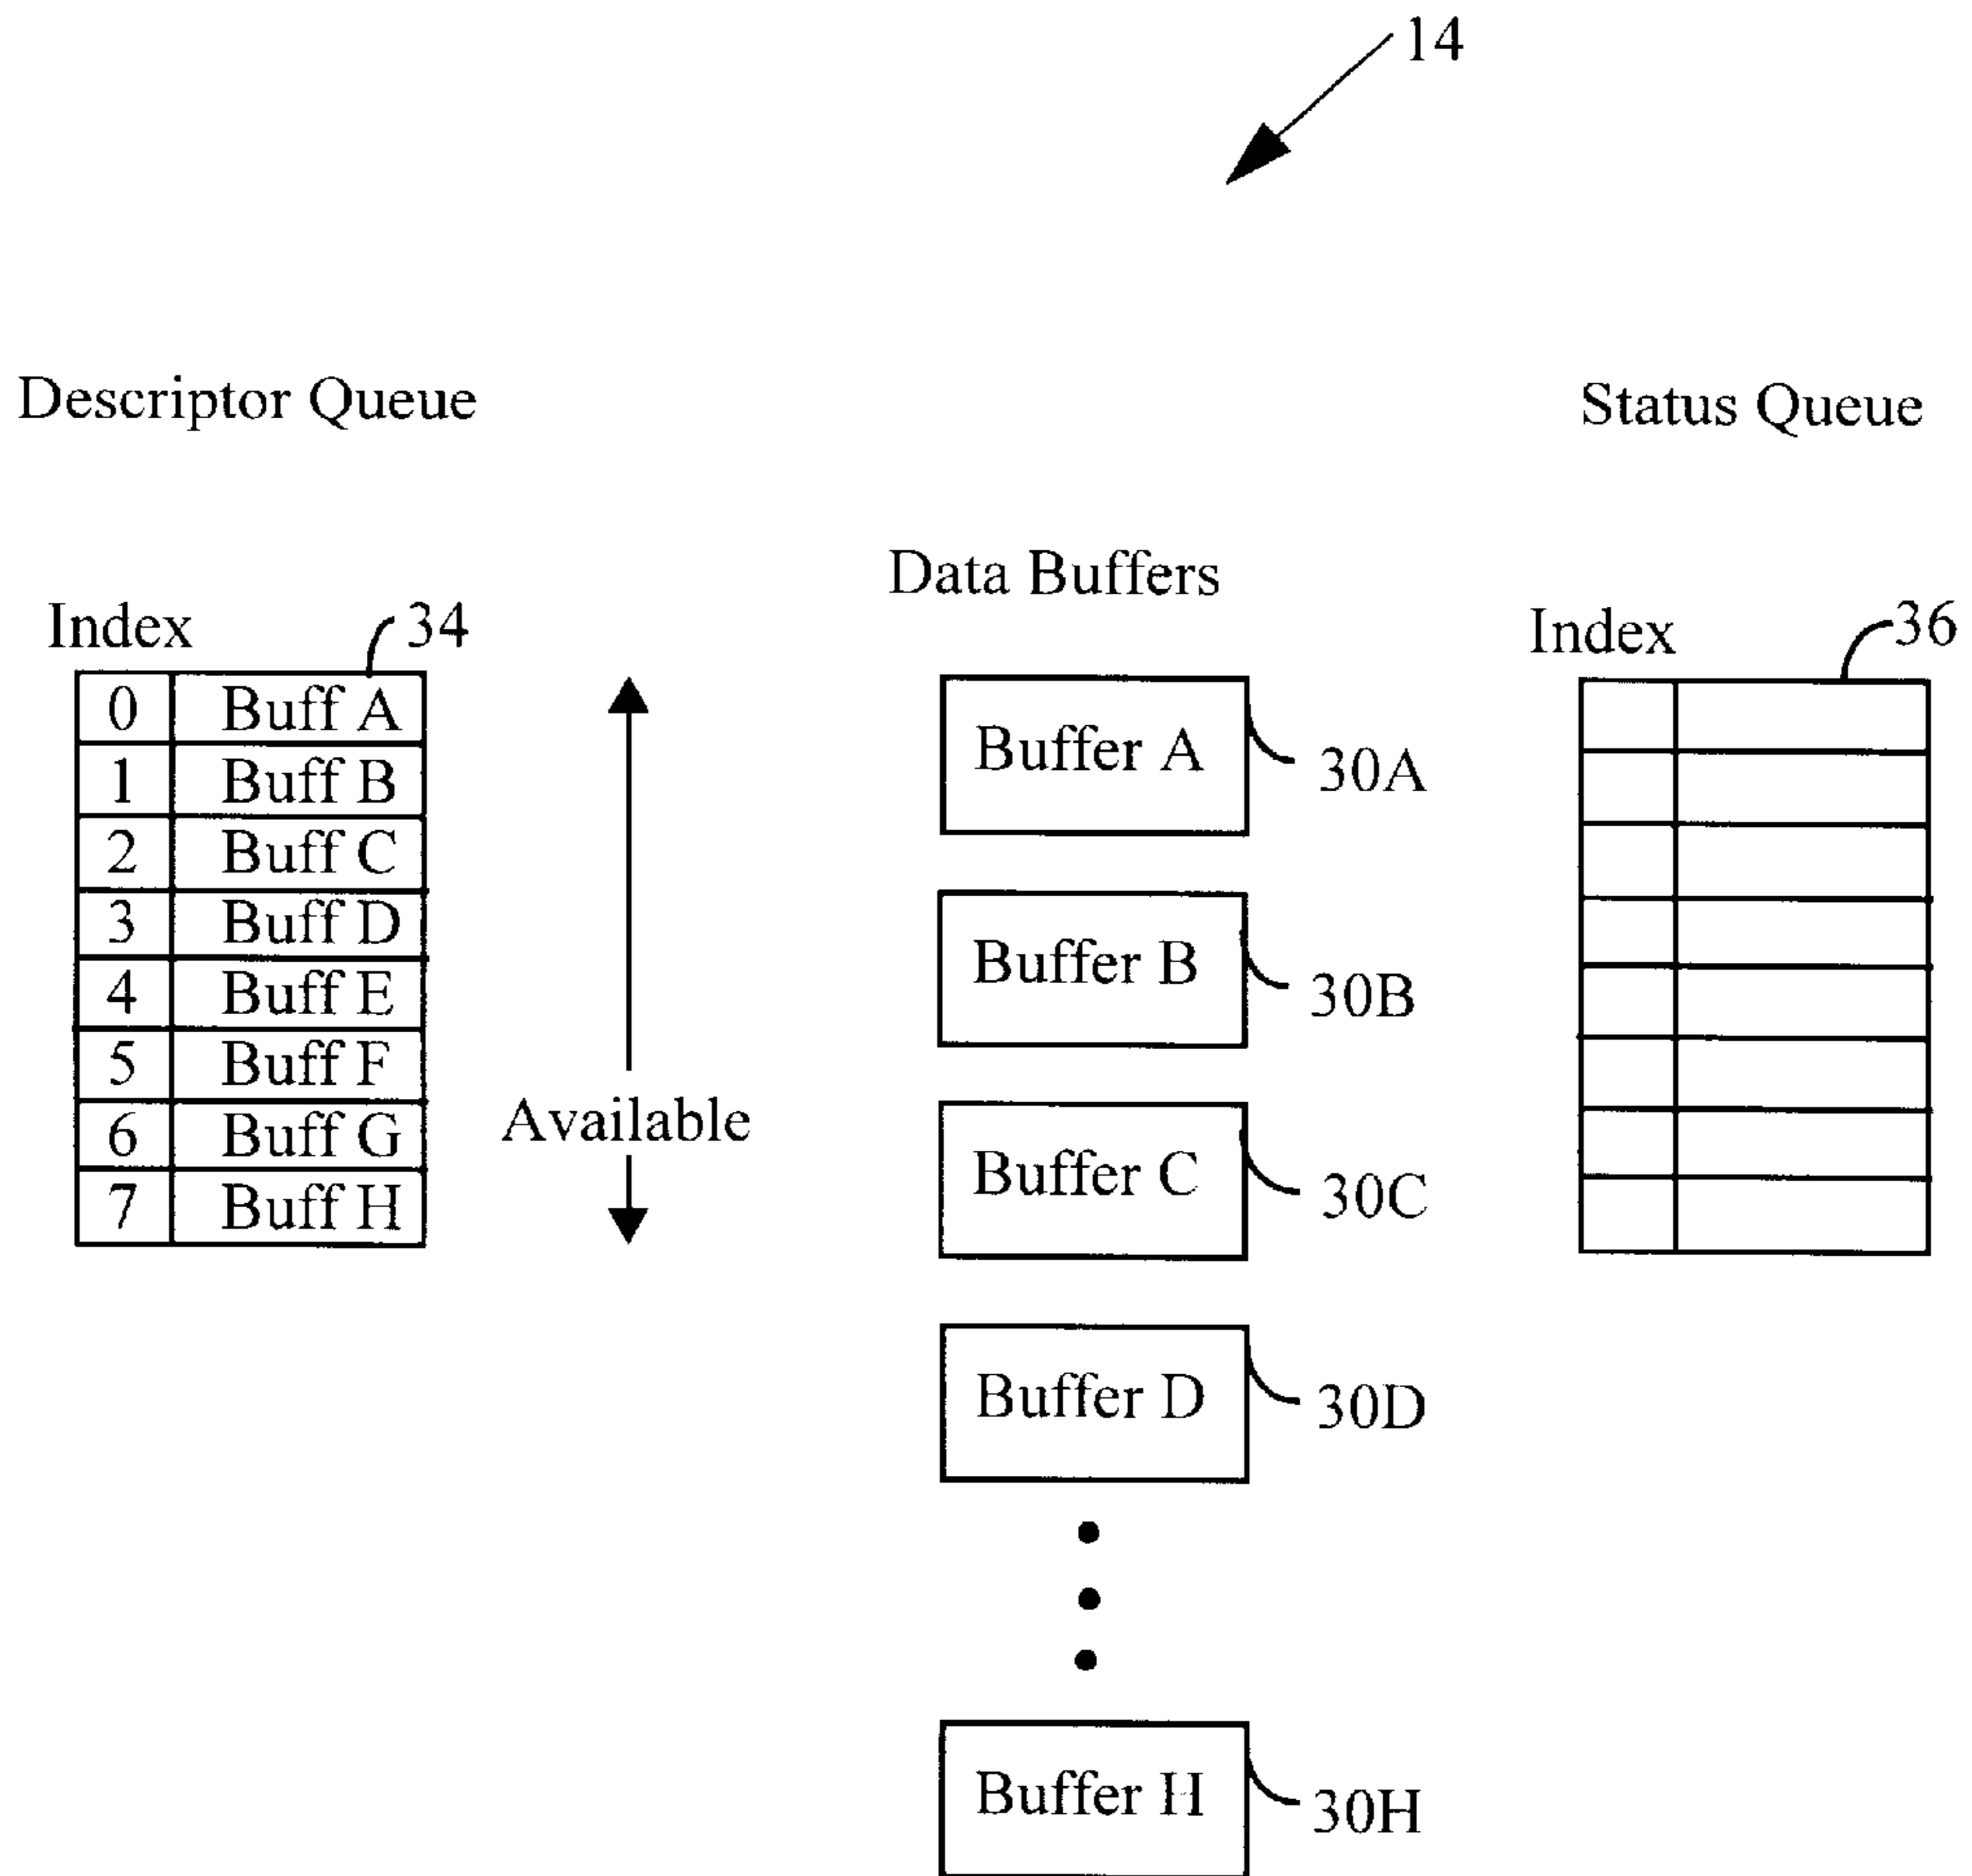 14
Descriptor Queue
Status Queue
Data Buffers
Index
34
0 Buff A
1 Buff B
2 Buff C
3 Buff D
4 Buff E
5 Buff F
6 Buff G
7 Buff H
Available
Buffer A
30A
Buffer B
30B
Buffer C
30C
Buffer D
30D
Buffer H
30H
Index
36